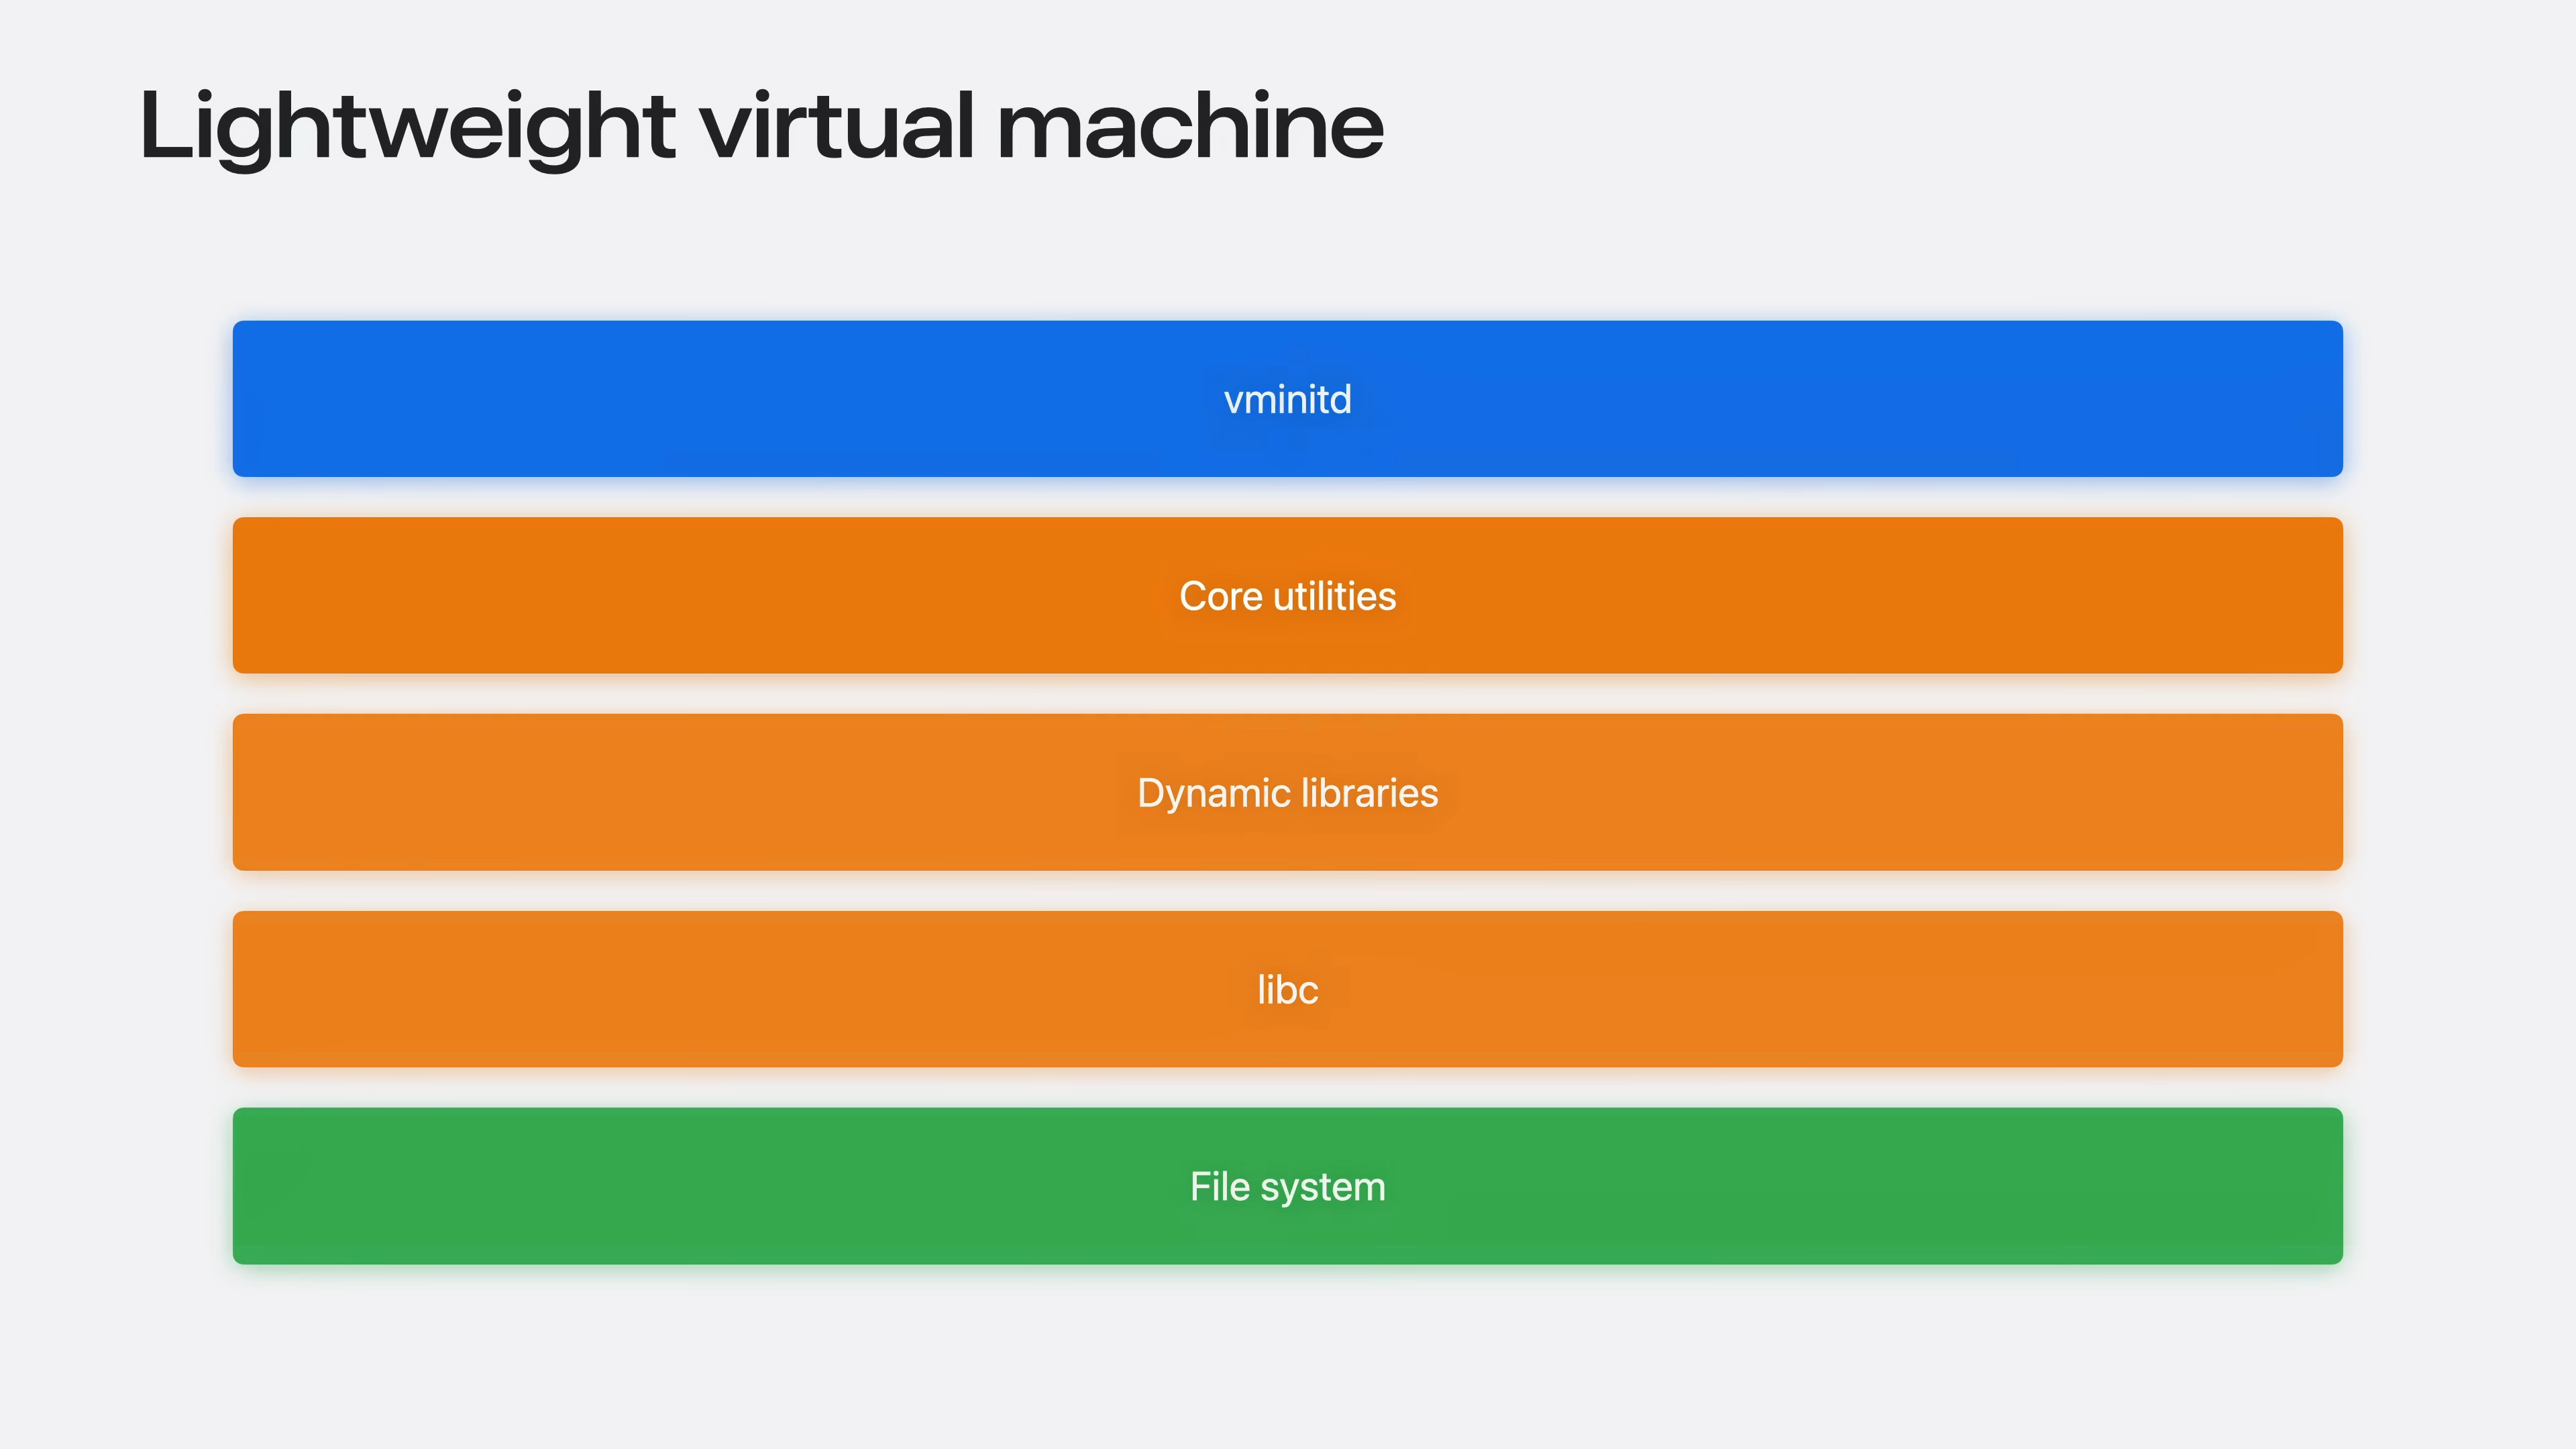 Lightweight virtual machine
vminitd
Core utilities
Dynamic libraries
libc
File system